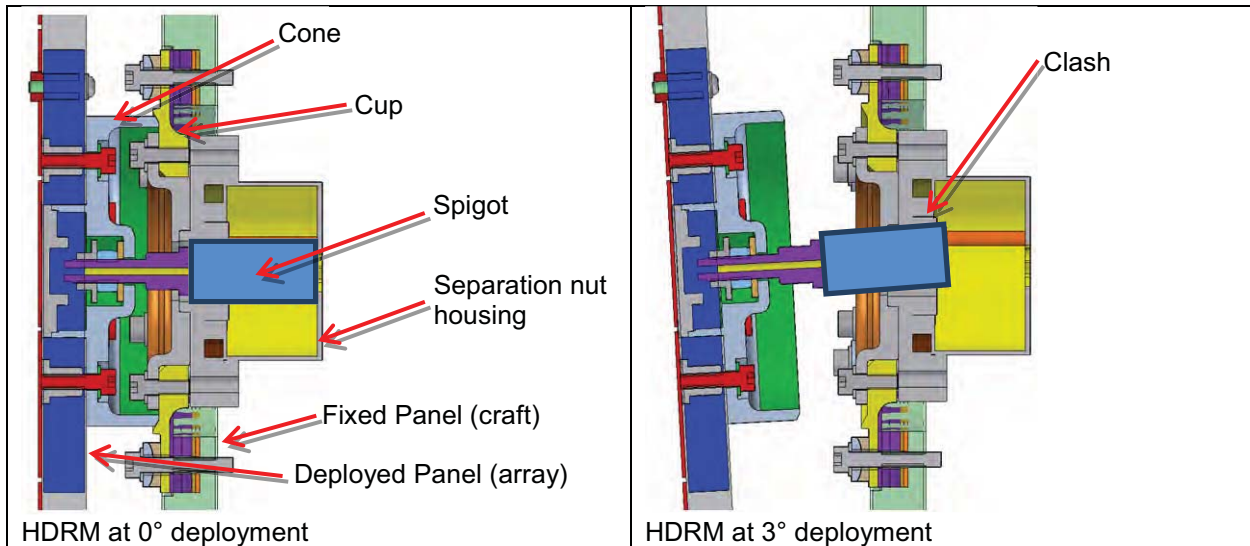 Cone
Cup
Spigot
Separation nut
housing
Fixed Panel (craft)
Deployed Panel (array)
HDRM at 0° deployment
Clash
HDRM at 3° deployment